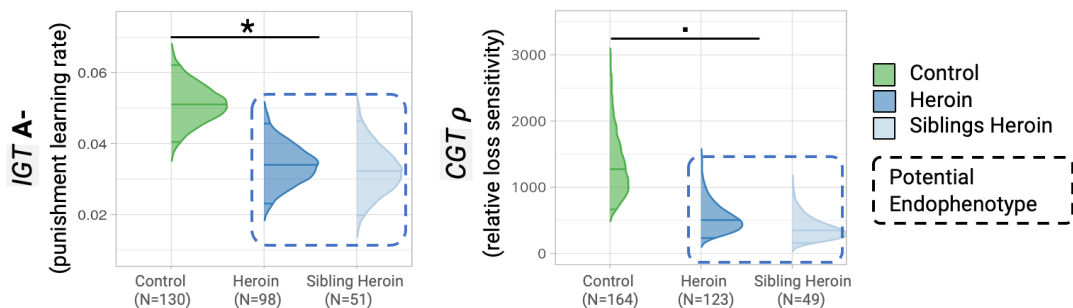 IGT A-
(punishment learning rate)
0.06
0.04
0.02
*
Control
(N=130)
Heroin
(N=98)
Sibling Heroin
(N=51)
CGT ρ
(relative loss sensitivity)
3000
2000
1000
0
Control
(N=164)
Heroin
(N=123)
Sibling Heroin
(N=49)
Control
Heroin
Siblings Heroin
Potential
Endophenotype